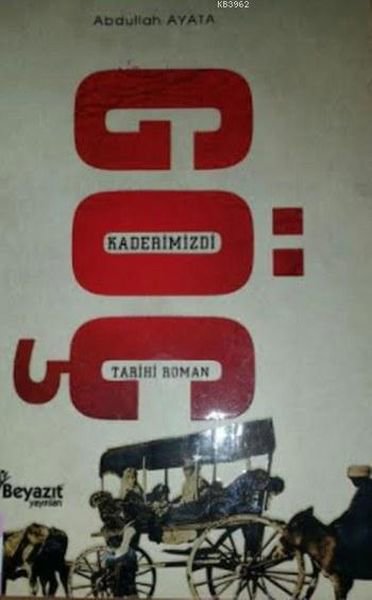 KB3962
Abdullah AYATA
GÖÇ
KADERİMİZDİ
TARİHİ ROMAN
Beyazıt
yayınları